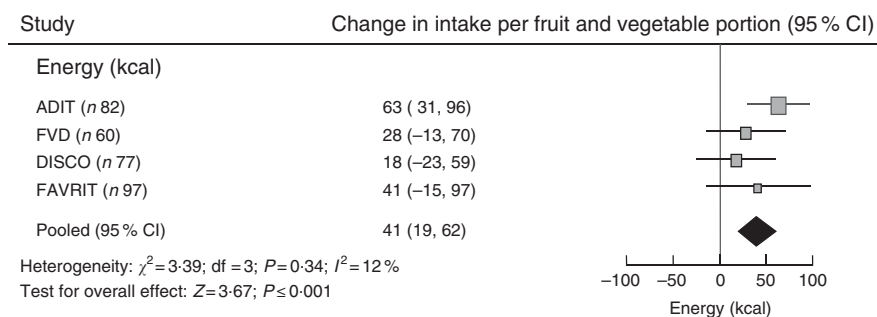 Study Change in intake per fruit and vegetable portion (95 % CI)
Energy (kcal)
ADIT (n 82) 63 ( 31, 96)
FVD (n 60) 28 (–13, 70)
DISCO (n 77) 18 (–23, 59)
FAVRIT (n 97) 41 (–15, 97)
Pooled (95 % CI) 41 (19, 62)
Heterogeneity: χ²=3·39; df =3; P=0·34; I²=12 %
Test for overall effect: Z=3·67; P≤0·001
–100 –50 0 50 100
Energy (kcal)